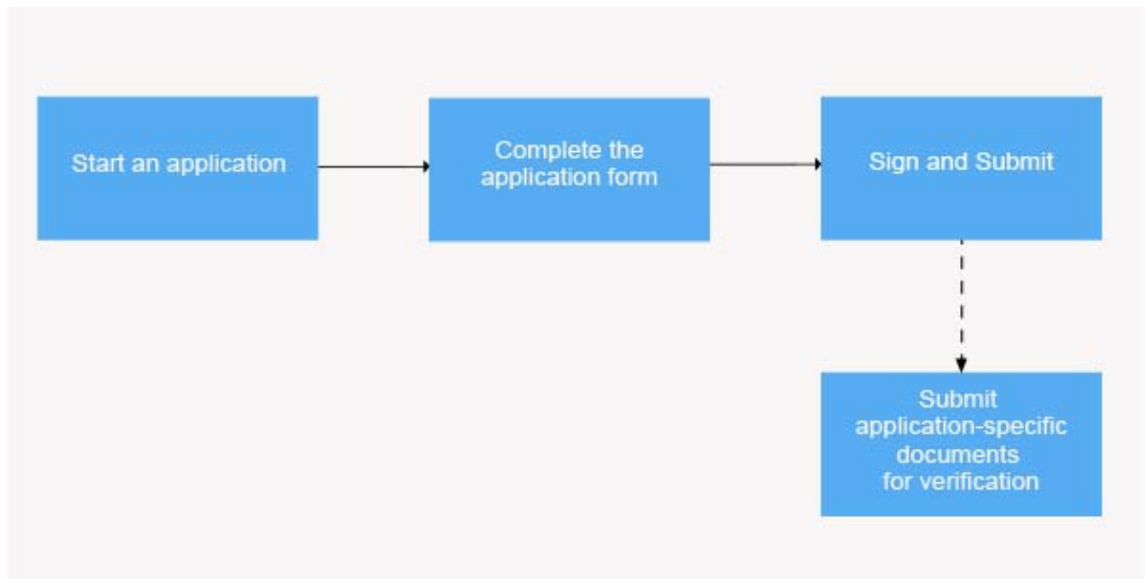 Start an application
Complete the
application form
Sign and Submit
Submit
application-specific
documents
for verification